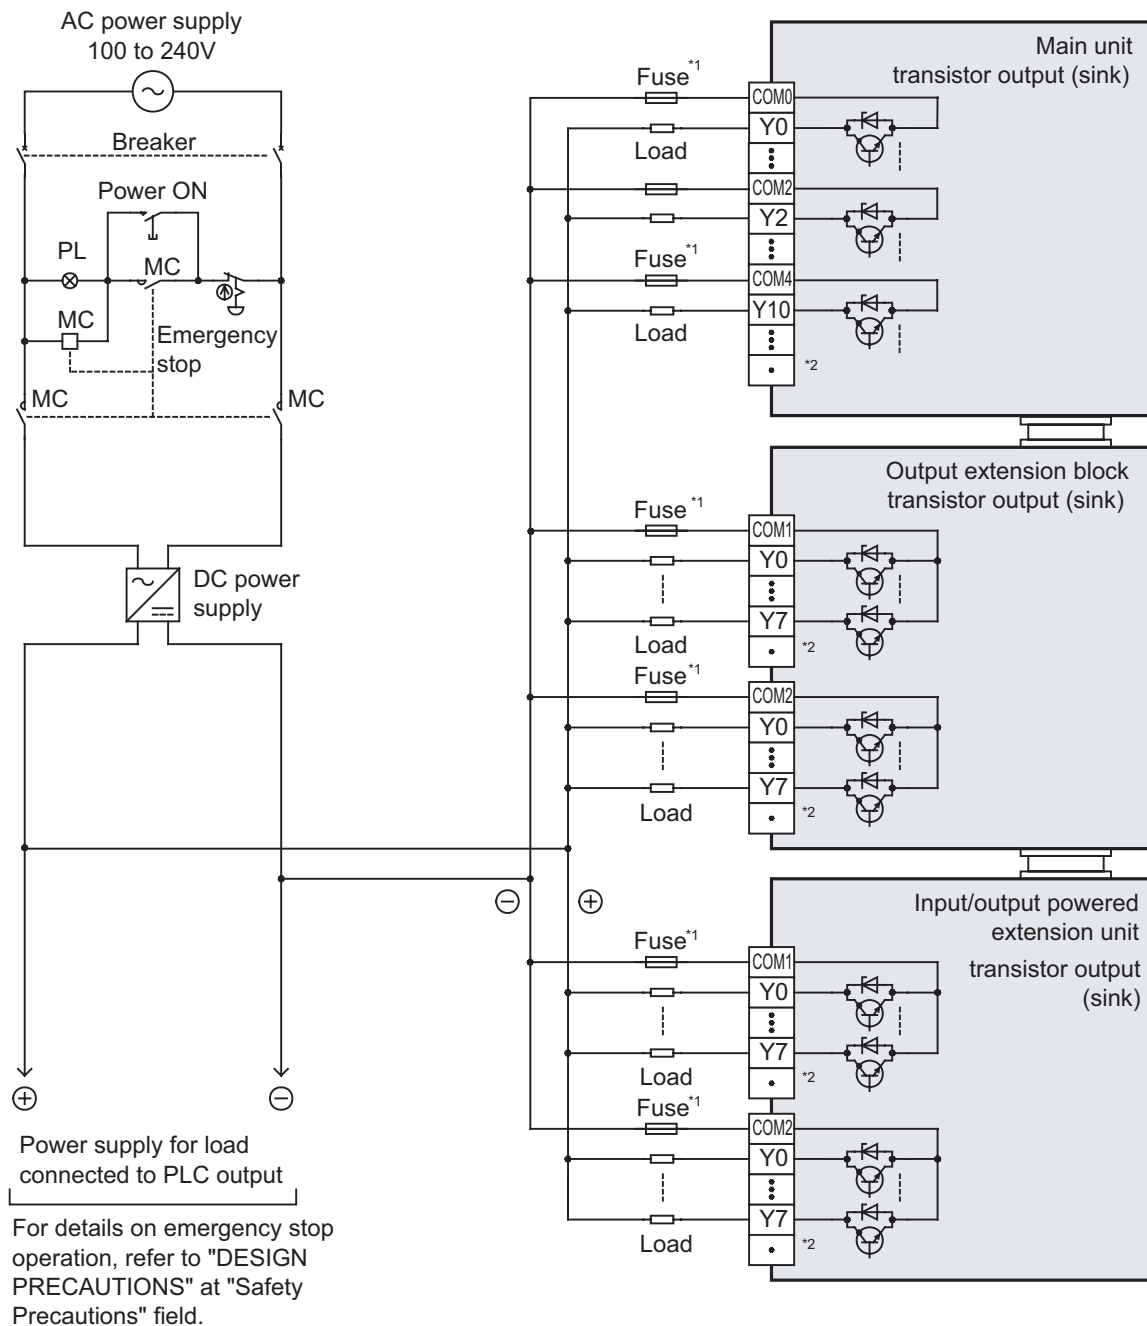 AC power supply
100 to 240V
Breaker
Power ON
PL
MC
MC
Emergency
stop
MC
MC
DC power
supply
Fuse*1
COM0
Y0
Load
COM2
Y2
Fuse*1
COM4
Y10
Load
*2
Main unit
transistor output (sink)
Output extension block
transistor output (sink)
Fuse*1
COM1
Y0
Y7
Load
*2
Fuse*1
COM2
Y0
Y7
Load
*2
Input/output powered
extension unit
transistor output
(sink)
Fuse*1
COM1
Y0
Y7
Load
*2
Fuse*1
COM2
Y0
Y7
Load
*2
Power supply for load
connected to PLC output
For details on emergency stop
operation, refer to "DESIGN
PRECAUTIONS" at "Safety
Precautions" field.